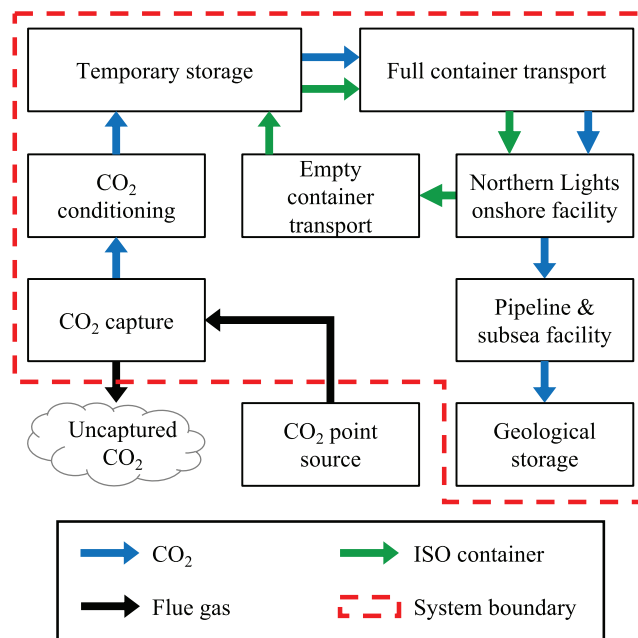 Temporary storage
Full container transport
CO₂
conditioning
Empty
container
transport
Northern Lights
onshore facility
CO₂ capture
Pipeline &
subsea facility
Uncaptured
CO₂
CO₂ point
source
Geological
storage
CO₂
ISO container
Flue gas
System boundary